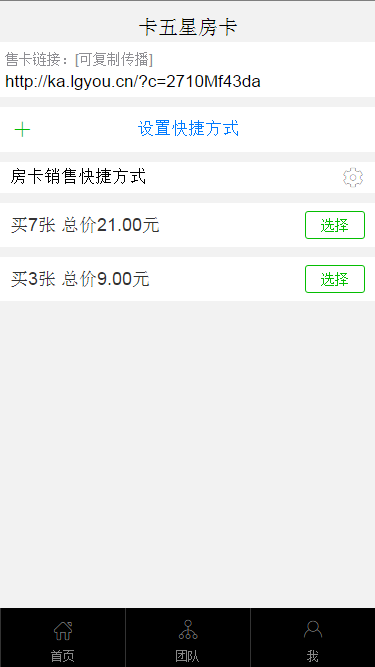 卡五星房卡
售卡链接：[可复制传播]
http://ka.lgyou.cn/?c=2710Mf43da
设置快捷方式
房卡销售快捷方式
买7张 总价21.00元
选择
买3张 总价9.00元
选择
首页
团队
我